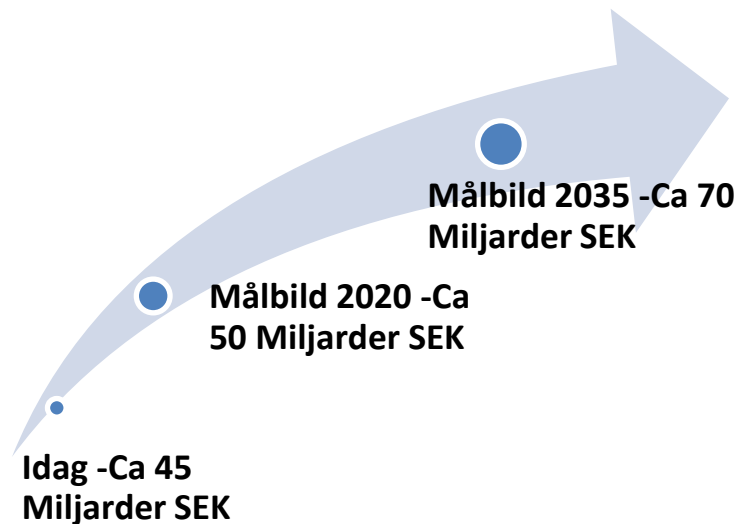 Målbild 2035 -Ca 70
Miljarder SEK
Målbild 2020 -Ca
50 Miljarder SEK
Idag -Ca 45
Miljarder SEK